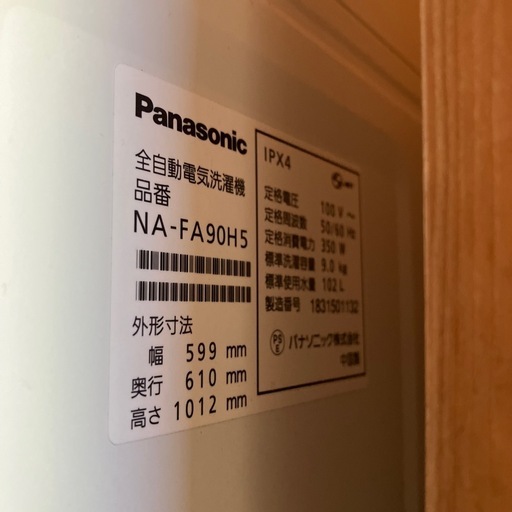 Panasonic
全自動電気洗濯機
品番
NA-FA90H5
外形寸法
幅 599 mm
奥行 610 mm
高さ 1012 mm
IPX4
定格電圧 100 V～
定格周波数 50/60 Hz
定格消費電力 350 W
標準洗濯容量 9.0 kg
標準使用水量 102 L
製造番号 1831501132
PS
E
パナソニック株式会社
中国製